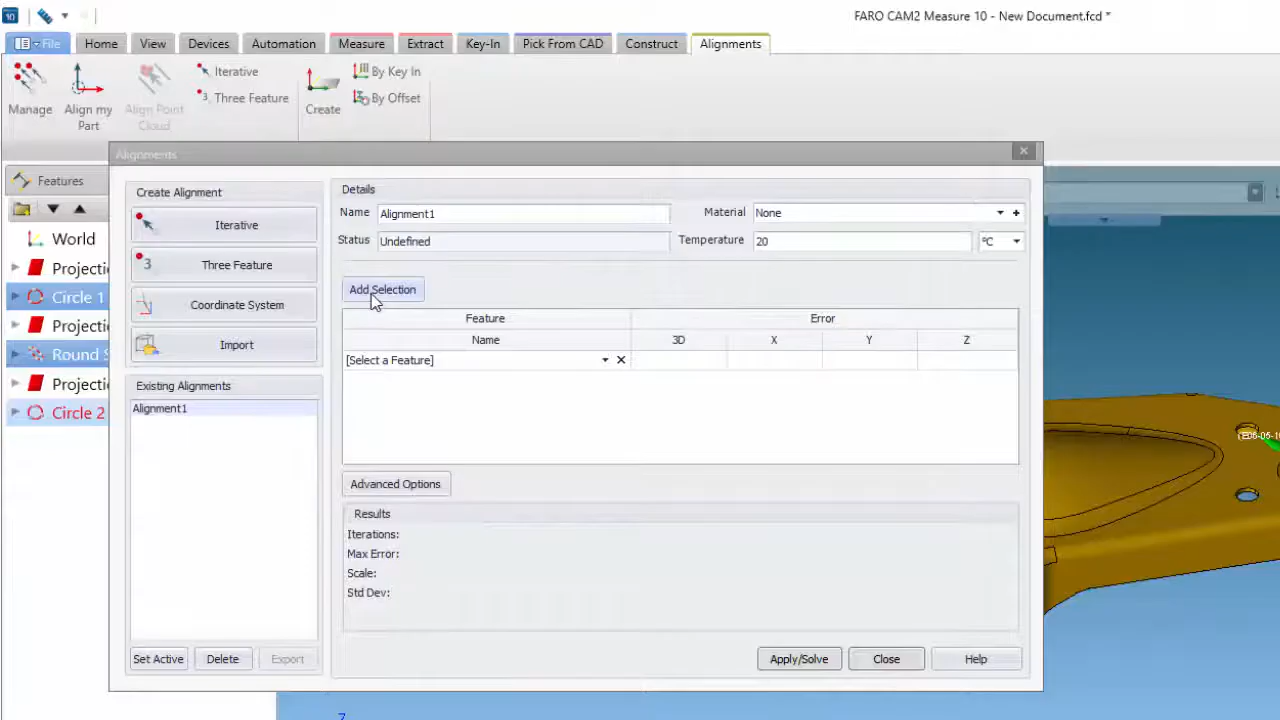 10
FARO CAM2 Measure 10 - New Document.fcd *
File Home View Devices Automation Measure Extract Key-In Pick From CAD Construct Alignments
Manage
Align my Part
Align Point Cloud
Iterative
3 Three Feature
Create
By Key In
By Offset
Alignments
Features
World
Projecti
Circle 1
Projecti
Round S
Projecti
Circle 2
Create Alignment
Iterative
3 Three Feature
Coordinate System
Import
Existing Alignments
Alignment1
Set Active Delete Export
Details
Name Alignment1 Material None
Status Undefined Temperature 20 °C
Add Selection
Feature Error
Name 3D X Y Z
[Select a Feature]
Advanced Options
Results
Iterations:
Max Error:
Scale:
Std Dev:
Apply/Solve Close Help
Z